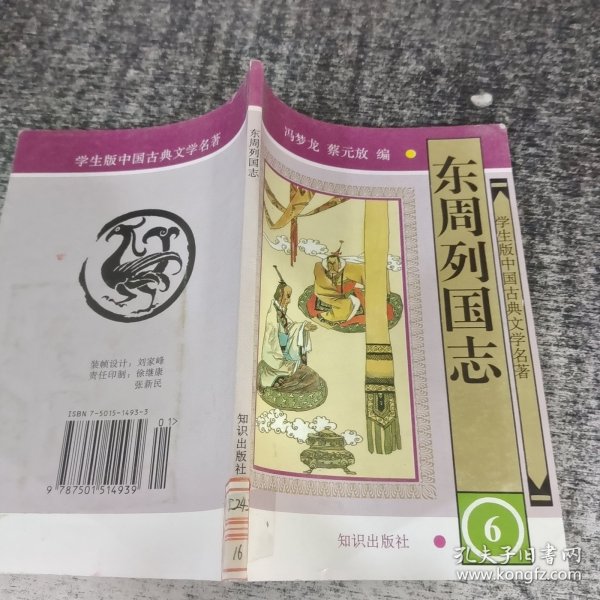 学生版中国古典文学名著
装帧设计：刘家峰
责任印制：徐继康
张新民
ISBN 7-5015-1493-3
01>
9 787501 514939
东周列国志
知识出版社
16
冯梦龙 蔡元放 编
东周列国志
学生版中国古典文学名著
6
知识出版社
孔夫子旧书网
www.kongfz.com